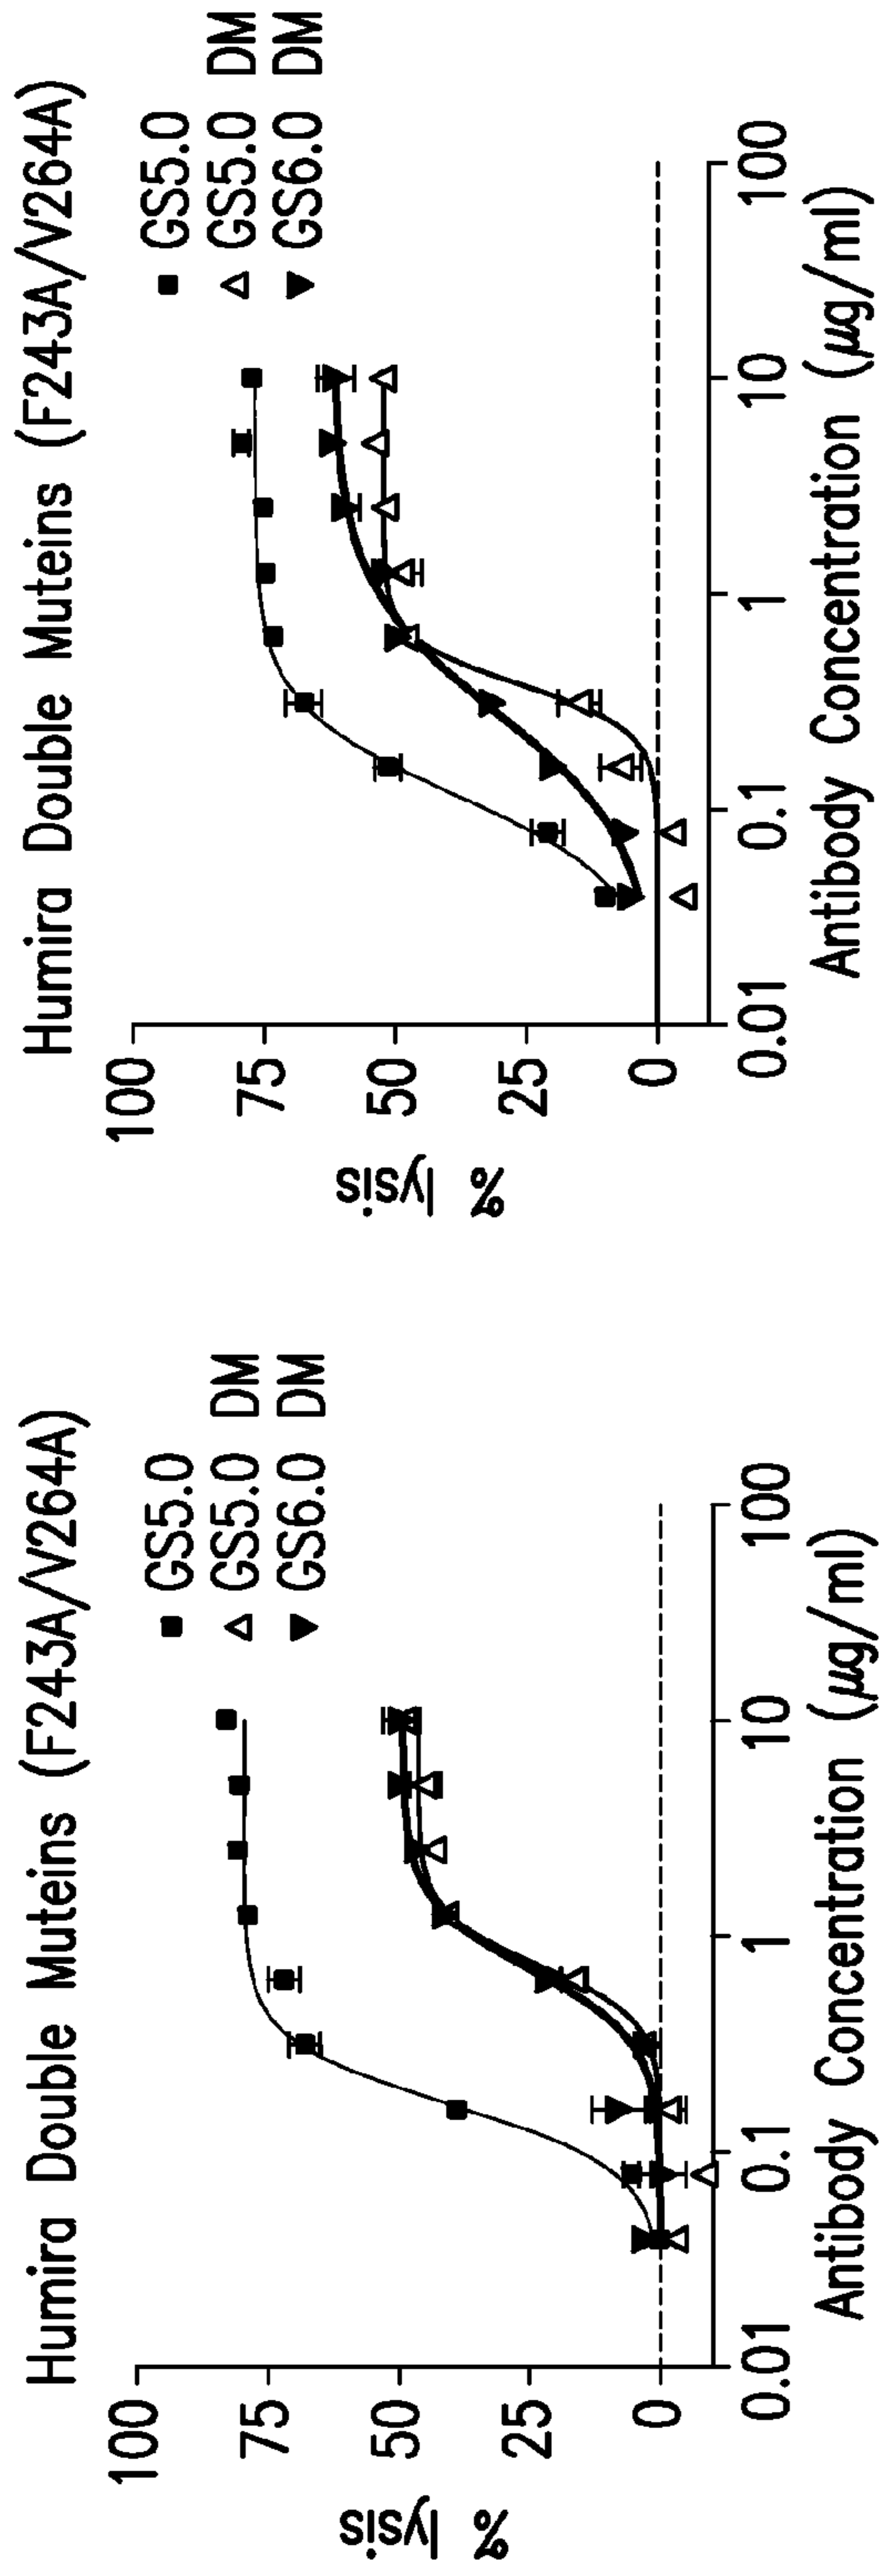 Humira Double Muteins (F243A/V264A)
■ GS5.0
△ GS5.0 DM
▼ GS6.0 DM
100
75
50
25
0
% lysis
0.01
0.1
1
10
100
Antibody Concentration (µg/ml)
Humira Double Muteins (F243A/V264A)
■ GS5.0
△ GS5.0 DM
▼ GS6.0 DM
100
75
50
25
0
% lysis
0.01
0.1
1
10
100
Antibody Concentration (µg/ml)